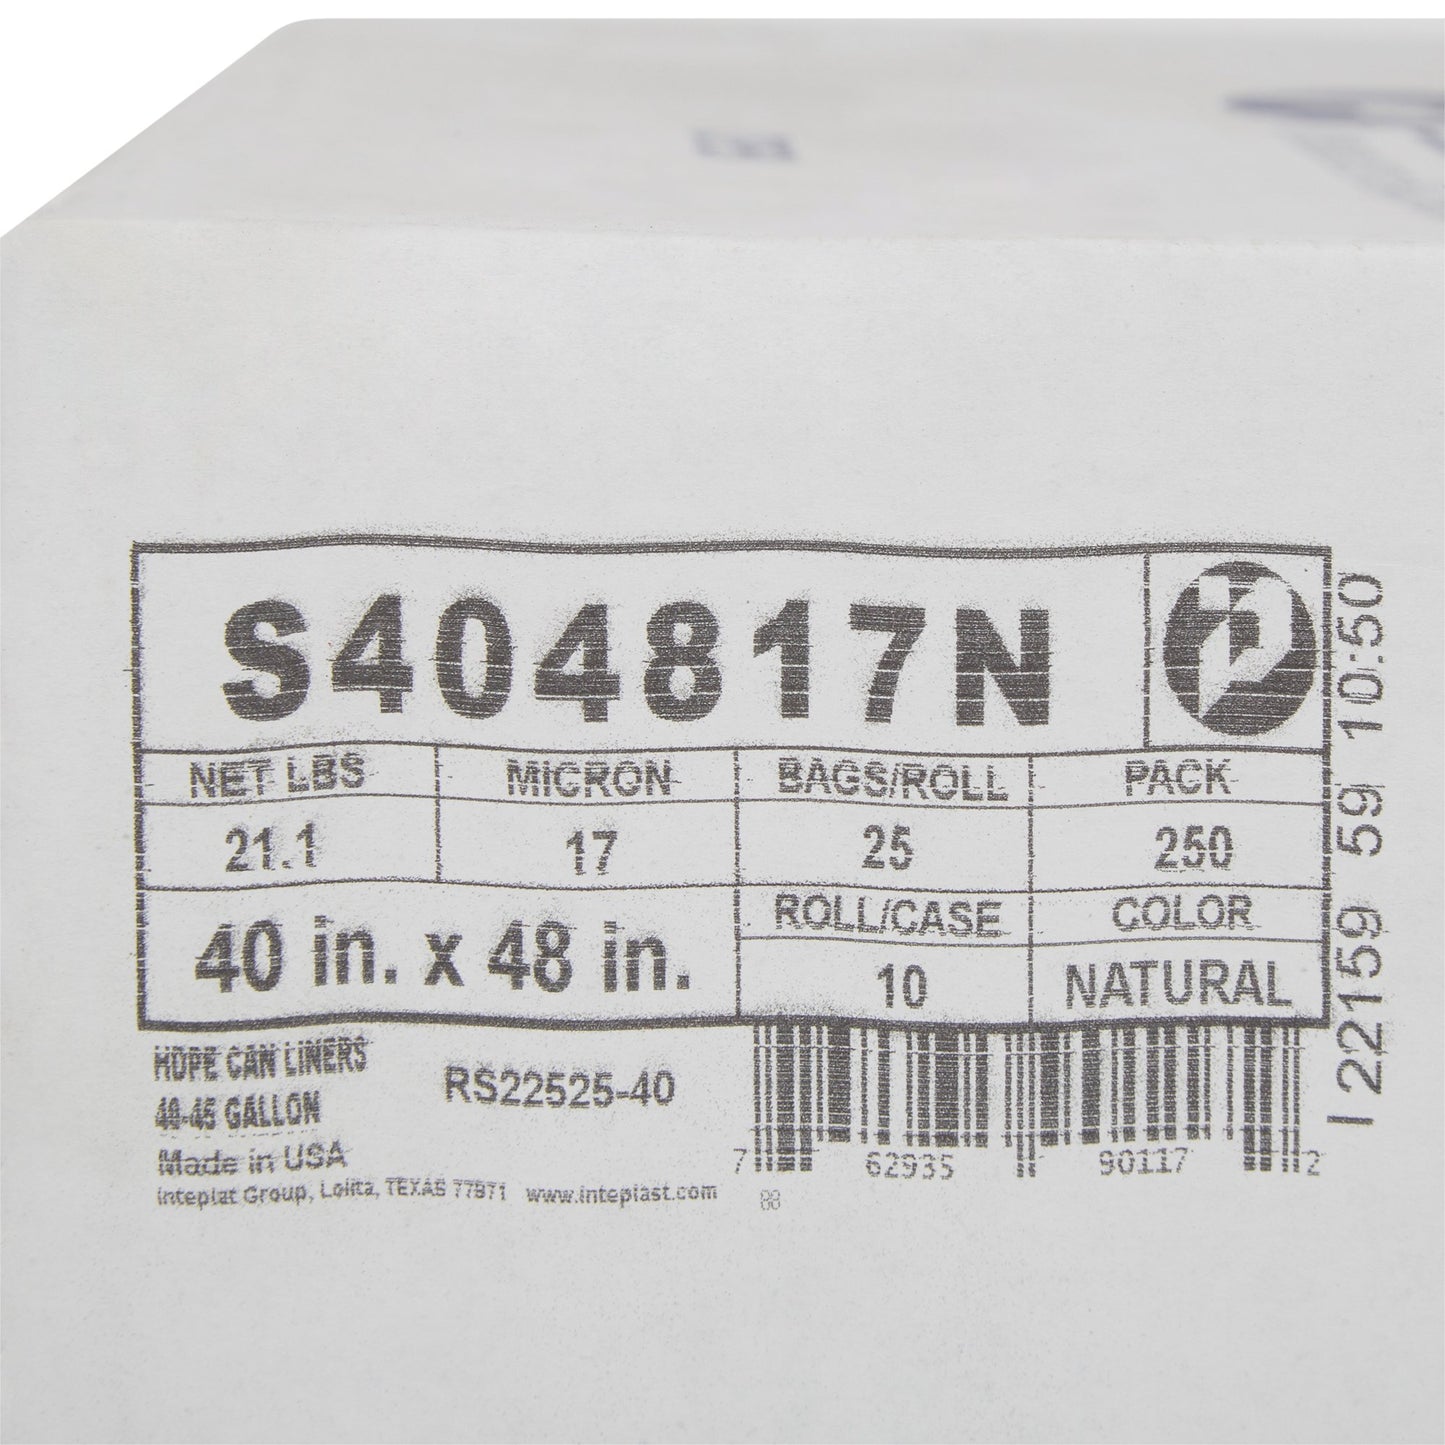 S404817N
NET LBS MICRON BAGS/ROLL PACK
21.1 17 25 250
40 in. x 48 in.
ROLL/CASE COLOR
10 NATURAL
HDPE CAN LINERS
40-45 GALLON
RS22525-40
Made in USA
Inteplat Group, Lolita, TEXAS 77971 www.inteplast.com
7 62935 90117 2
I 22159 59 10:50